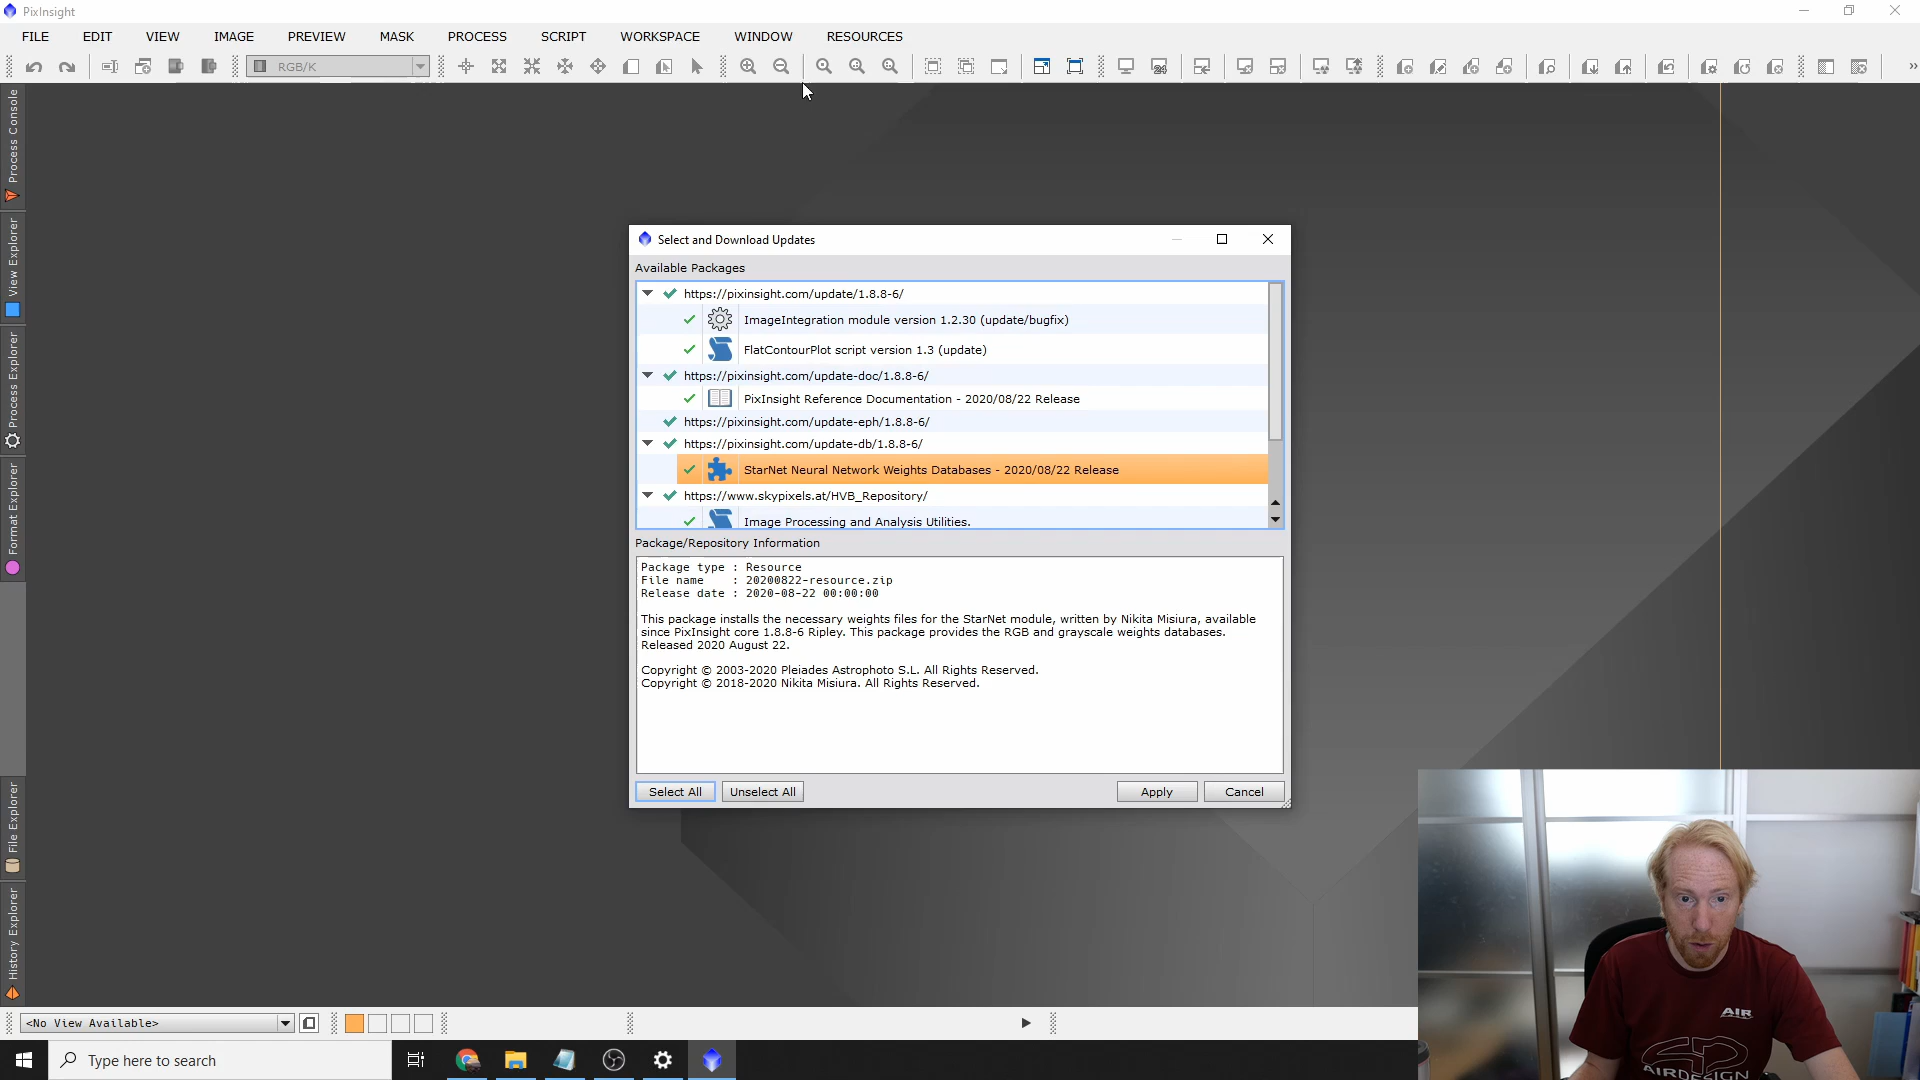 PixInsight
FILE EDIT VIEW IMAGE PREVIEW MASK PROCESS SCRIPT WORKSPACE WINDOW RESOURCES
RGB/K
24
Process Console
View Explorer
Process Explorer
Format Explorer
File Explorer
History Explorer
Select and Download Updates
Available Packages
https://pixinsight.com/update/1.8.8-6/
ImageIntegration module version 1.2.30 (update/bugfix)
FlatContourPlot script version 1.3 (update)
https://pixinsight.com/update-doc/1.8.8-6/
PixInsight Reference Documentation - 2020/08/22 Release
https://pixinsight.com/update-eph/1.8.8-6/
https://pixinsight.com/update-db/1.8.8-6/
StarNet Neural Network Weights Databases - 2020/08/22 Release
https://www.skypixels.at/HVB_Repository/
Image Processing and Analysis Utilities.
Package/Repository Information
Package type : Resource
File name : 20200822-resource.zip
Release date : 2020-08-22 00:00:00
This package installs the necessary weights files for the StarNet module, written by Nikita Misiura, available
since PixInsight core 1.8.8-6 Ripley. This package provides the RGB and grayscale weights databases.
Released 2020 August 22.
Copyright © 2003-2020 Pleiades Astrophoto S.L. All Rights Reserved.
Copyright © 2018-2020 Nikita Misiura. All Rights Reserved.
Select All Unselect All Apply Cancel
<No View Available>
Type here to search
AIR
AIRDESIGN